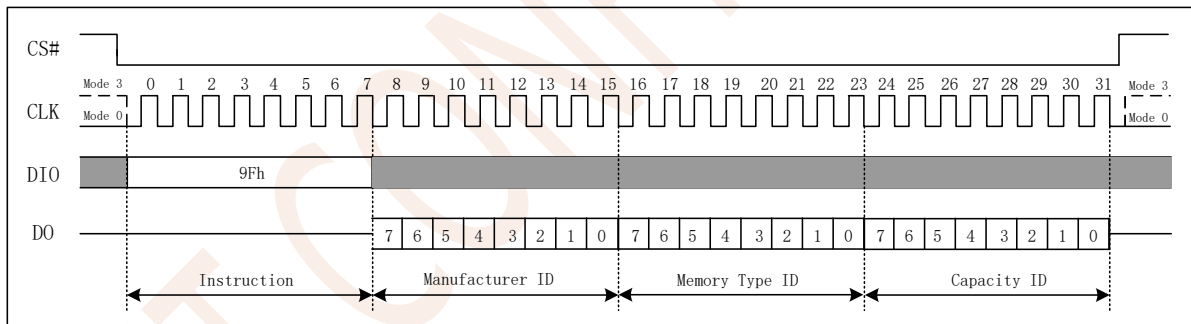 CS#
Mode 3 0 1 2 3 4 5 6 7 8 9 10 11 12 13 14 15 16 17 18 19 20 21 22 23 24 25 26 27 28 29 30 31 Mode 3
CLK
Mode 0 Mode 0
DIO 9Fh
DO 7 6 5 4 3 2 1 0 7 6 5 4 3 2 1 0 7 6 5 4 3 2 1 0
Instruction Manufacturer ID Memory Type ID Capacity ID